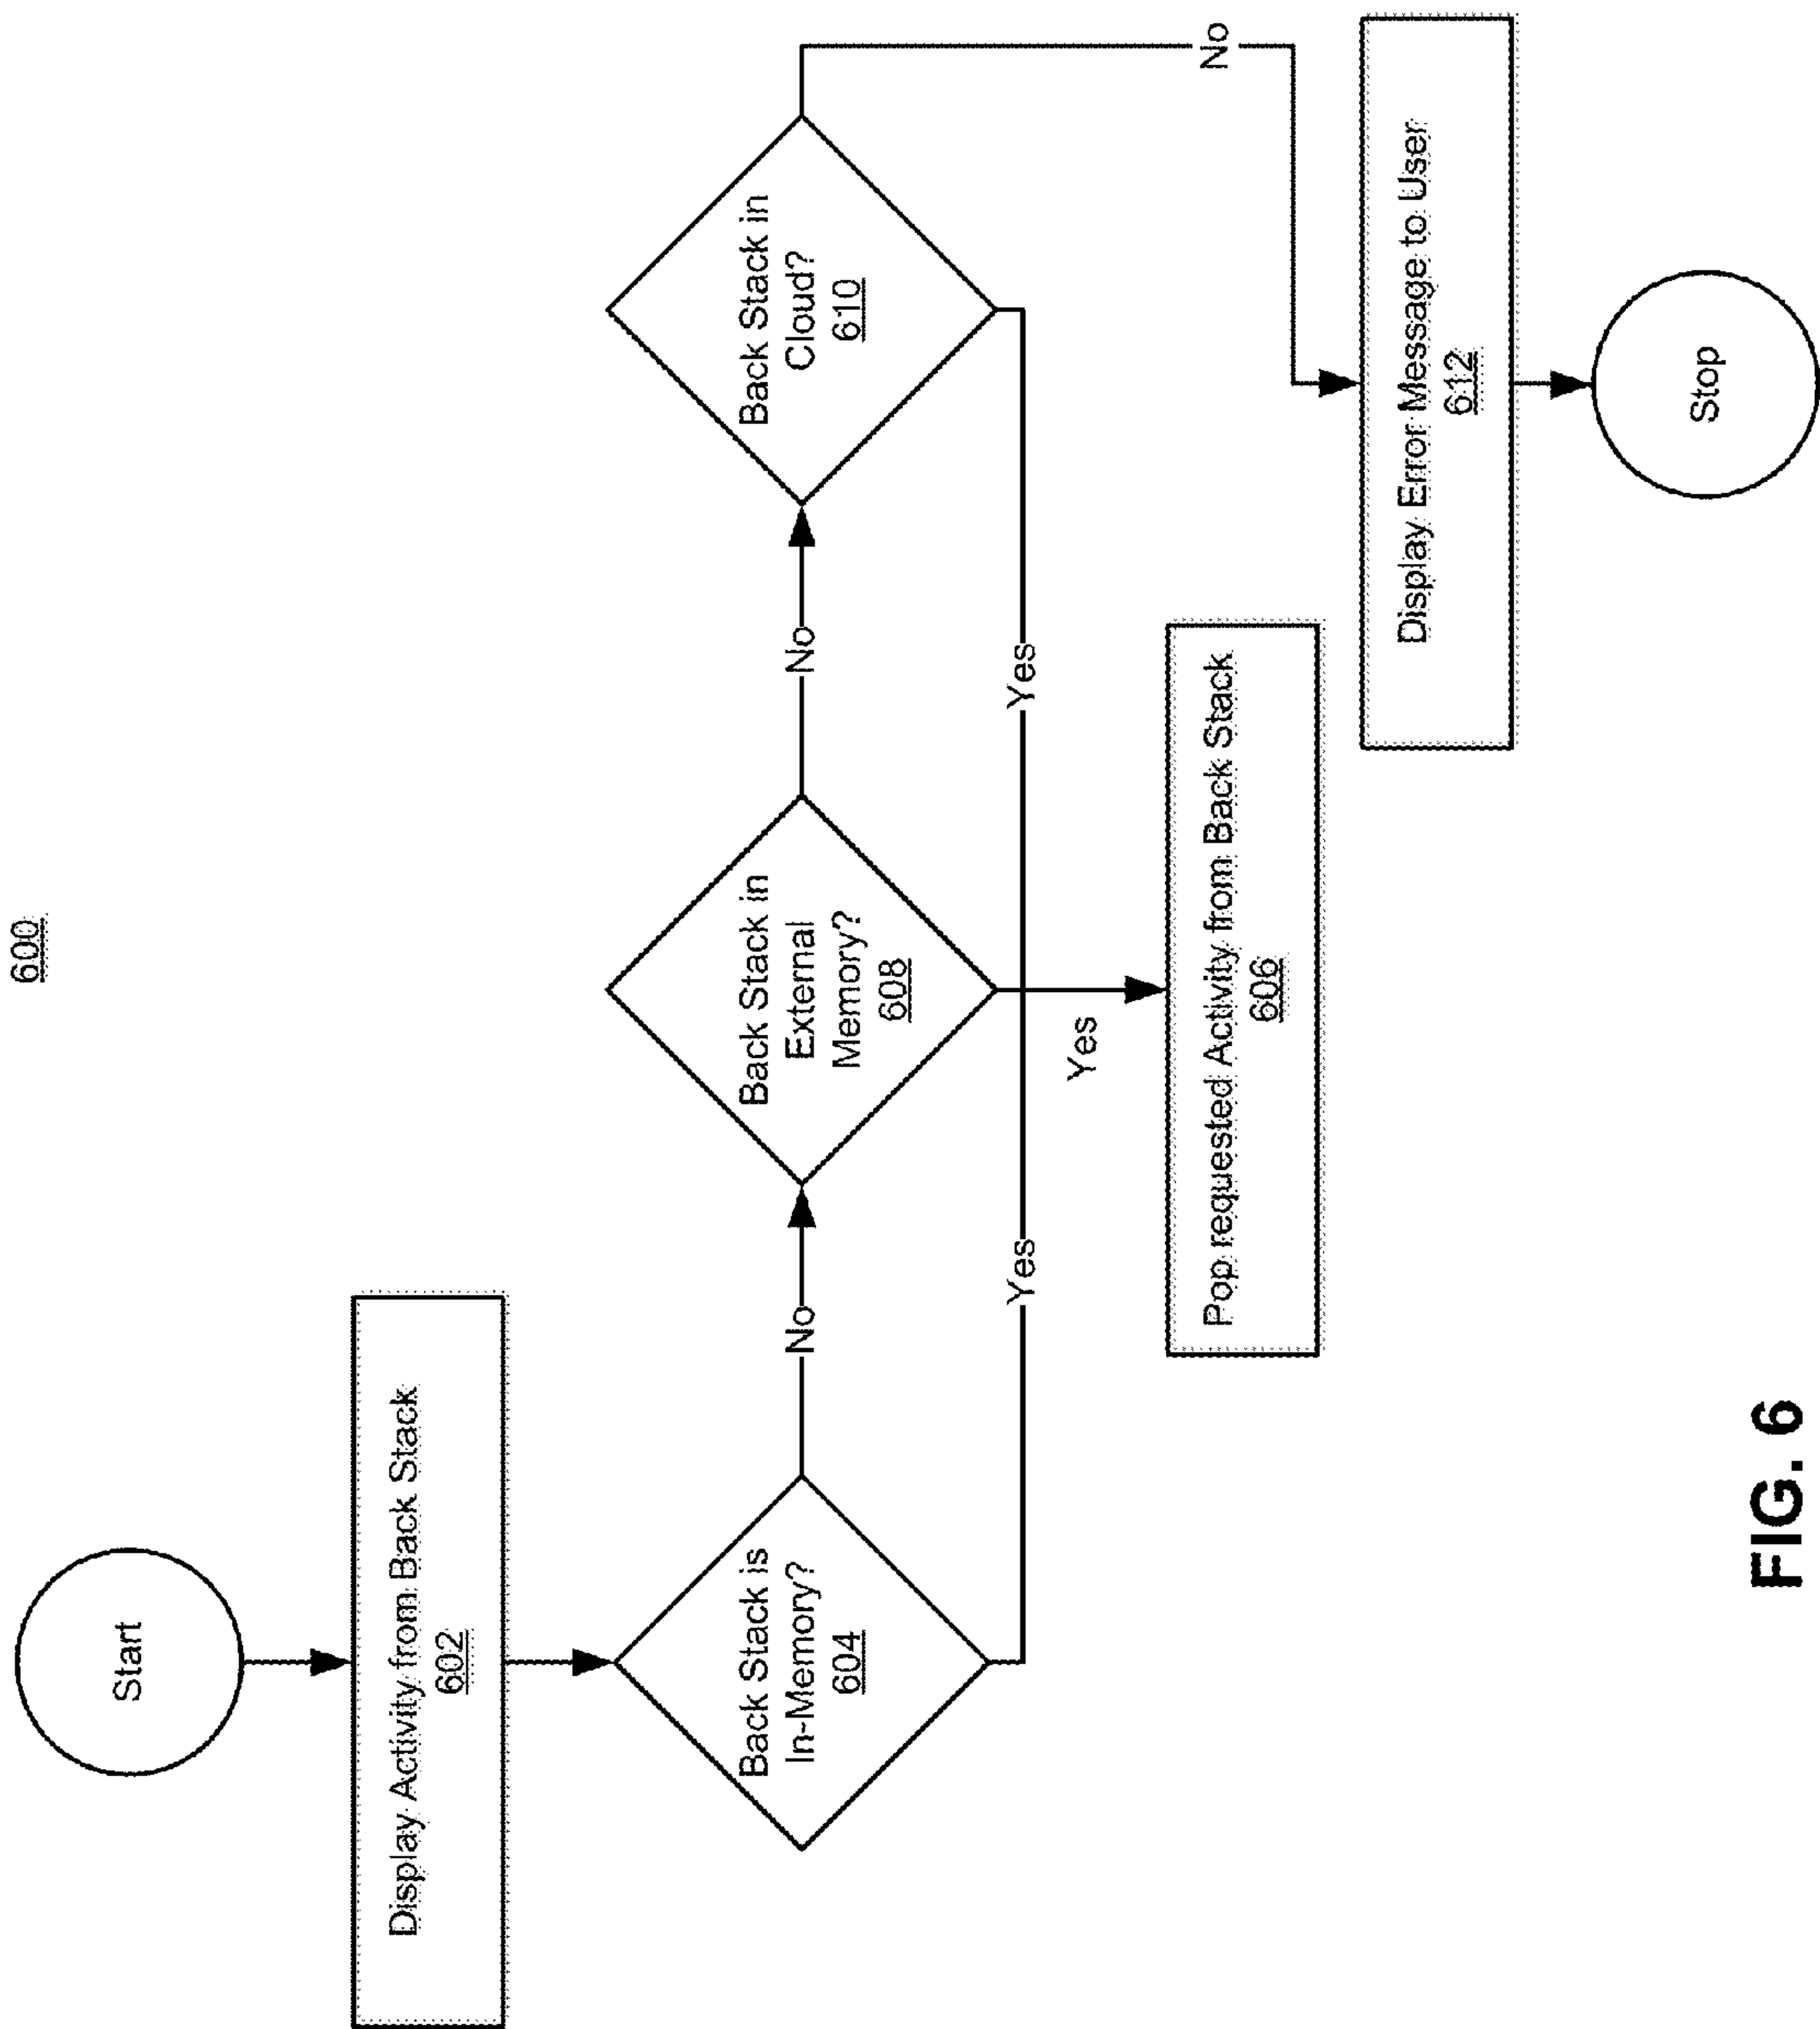 600
Start
Display Activity from Back Stack
602
Back Stack is
In-Memory?
604
No
Yes
Back Stack in
External
Memory?
608
No
Yes
Yes
Back Stack in
Cloud?
610
No
Pop requested Activity from Back Stack
606
Display Error Message to User
612
Stop
FIG. 6